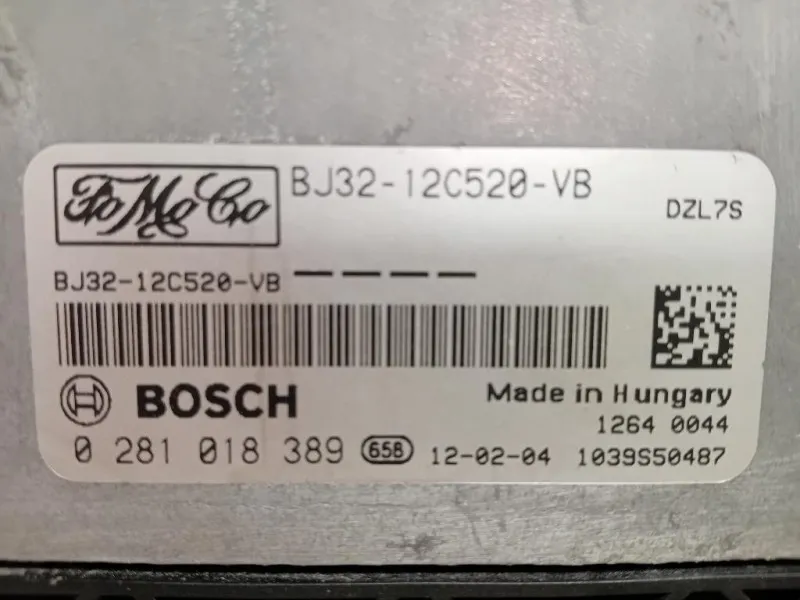 FoMoCo BJ32-12C520-VB DZL7S
BJ32-12C520-VB — — — —
BOSCH Made in Hungary
1264 0044
0 281 018 389 658 12-02-04 1039S50487